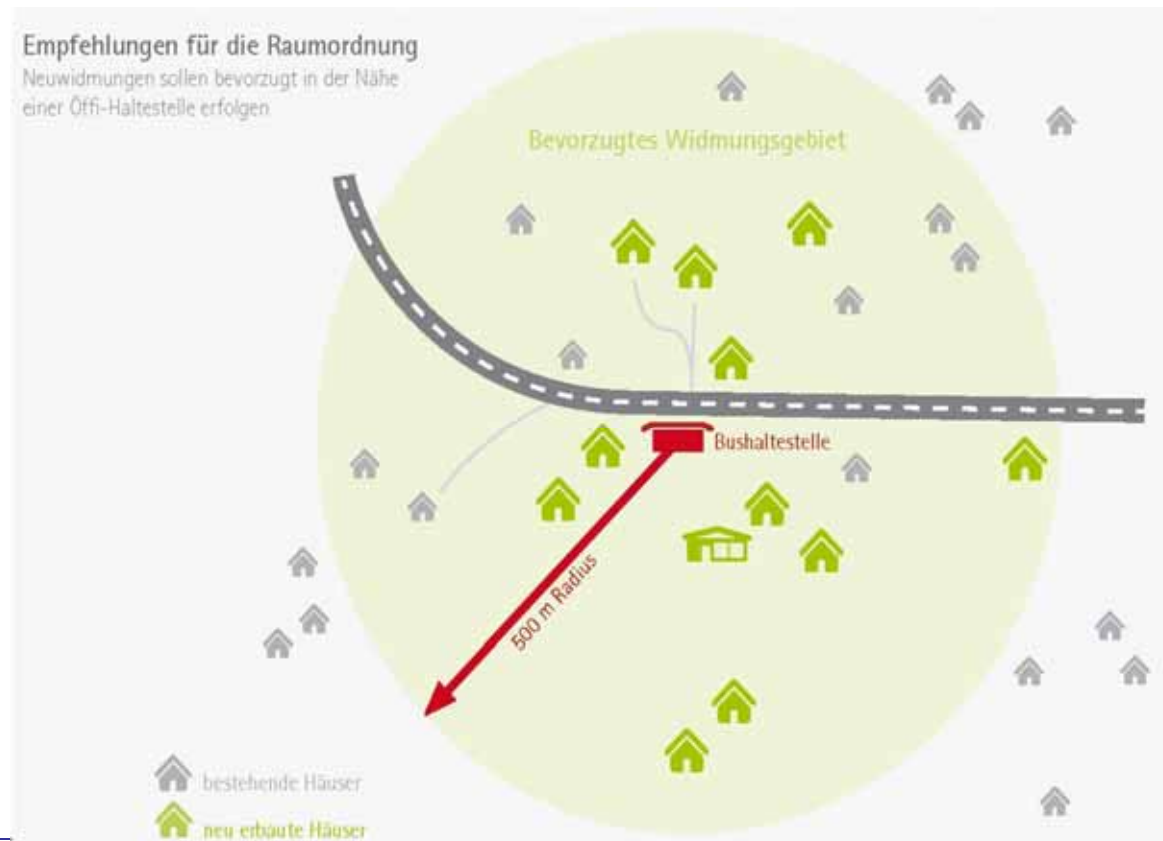 Empfehlungen für die Raumordnung
Neuwidmungen sollen bevorzugt in der Nähe
einer Öffi-Haltestelle erfolgen
Bevorzugtes Widmungsgebiet
Bushaltestelle
500 m Radius
bestehende Häuser
neu erbaute Häuser